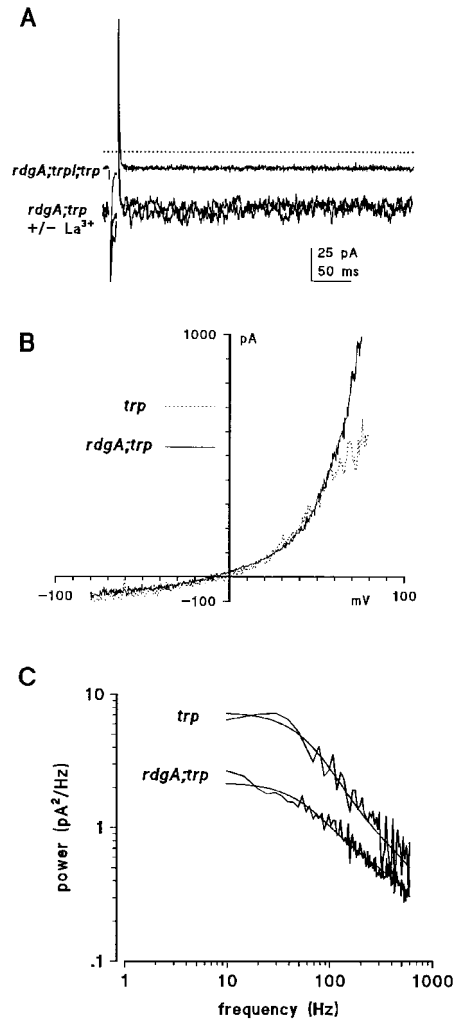 A
rdgA;trpl;trp
rdgA;trp
+/- La3+
25 pA
50 ms
B
1000
pA
trp
rdgA;trp
-100
-100
mV
100
C
10
trp
rdgA;trp
1
.1
power (pA²/Hz)
1
10
100
1000
frequency (Hz)